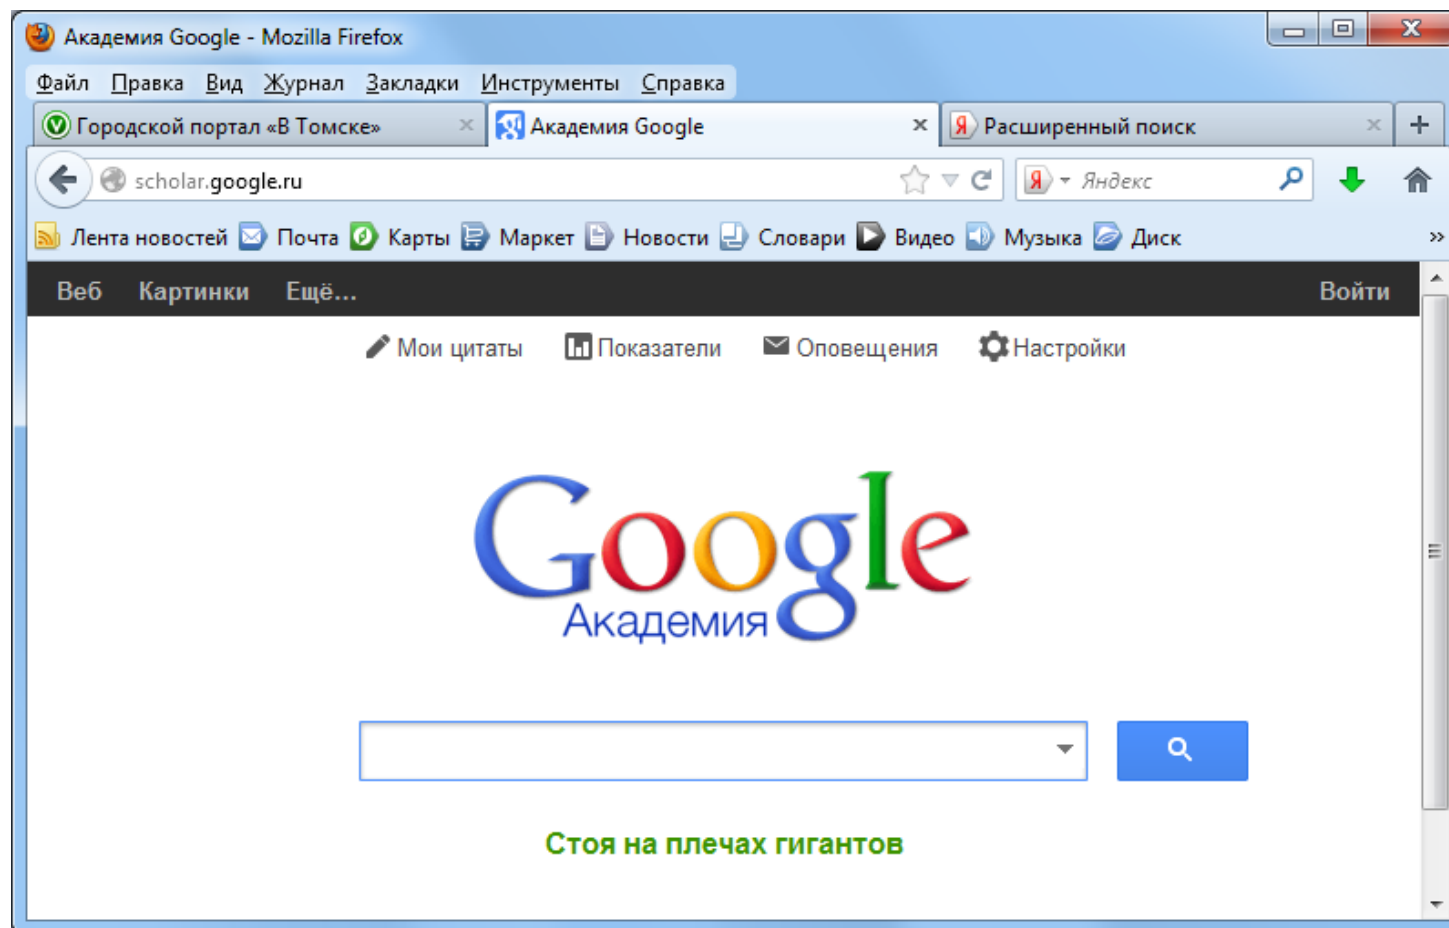 Академия Google - Mozilla Firefox
Файл Правка Вид Журнал Закладки Инструменты Справка
Городской портал «В Томске» Академия Google Я Расширенный поиск
scholar.google.ru Я Яндекс
Лента новостей Почта Карты Маркет Новости Словари Видео Музыка Диск »
Веб Картинки Ещё... Войти
Мои цитаты Показатели Оповещения Настройки
Google
Академия
Стоя на плечах гигантов